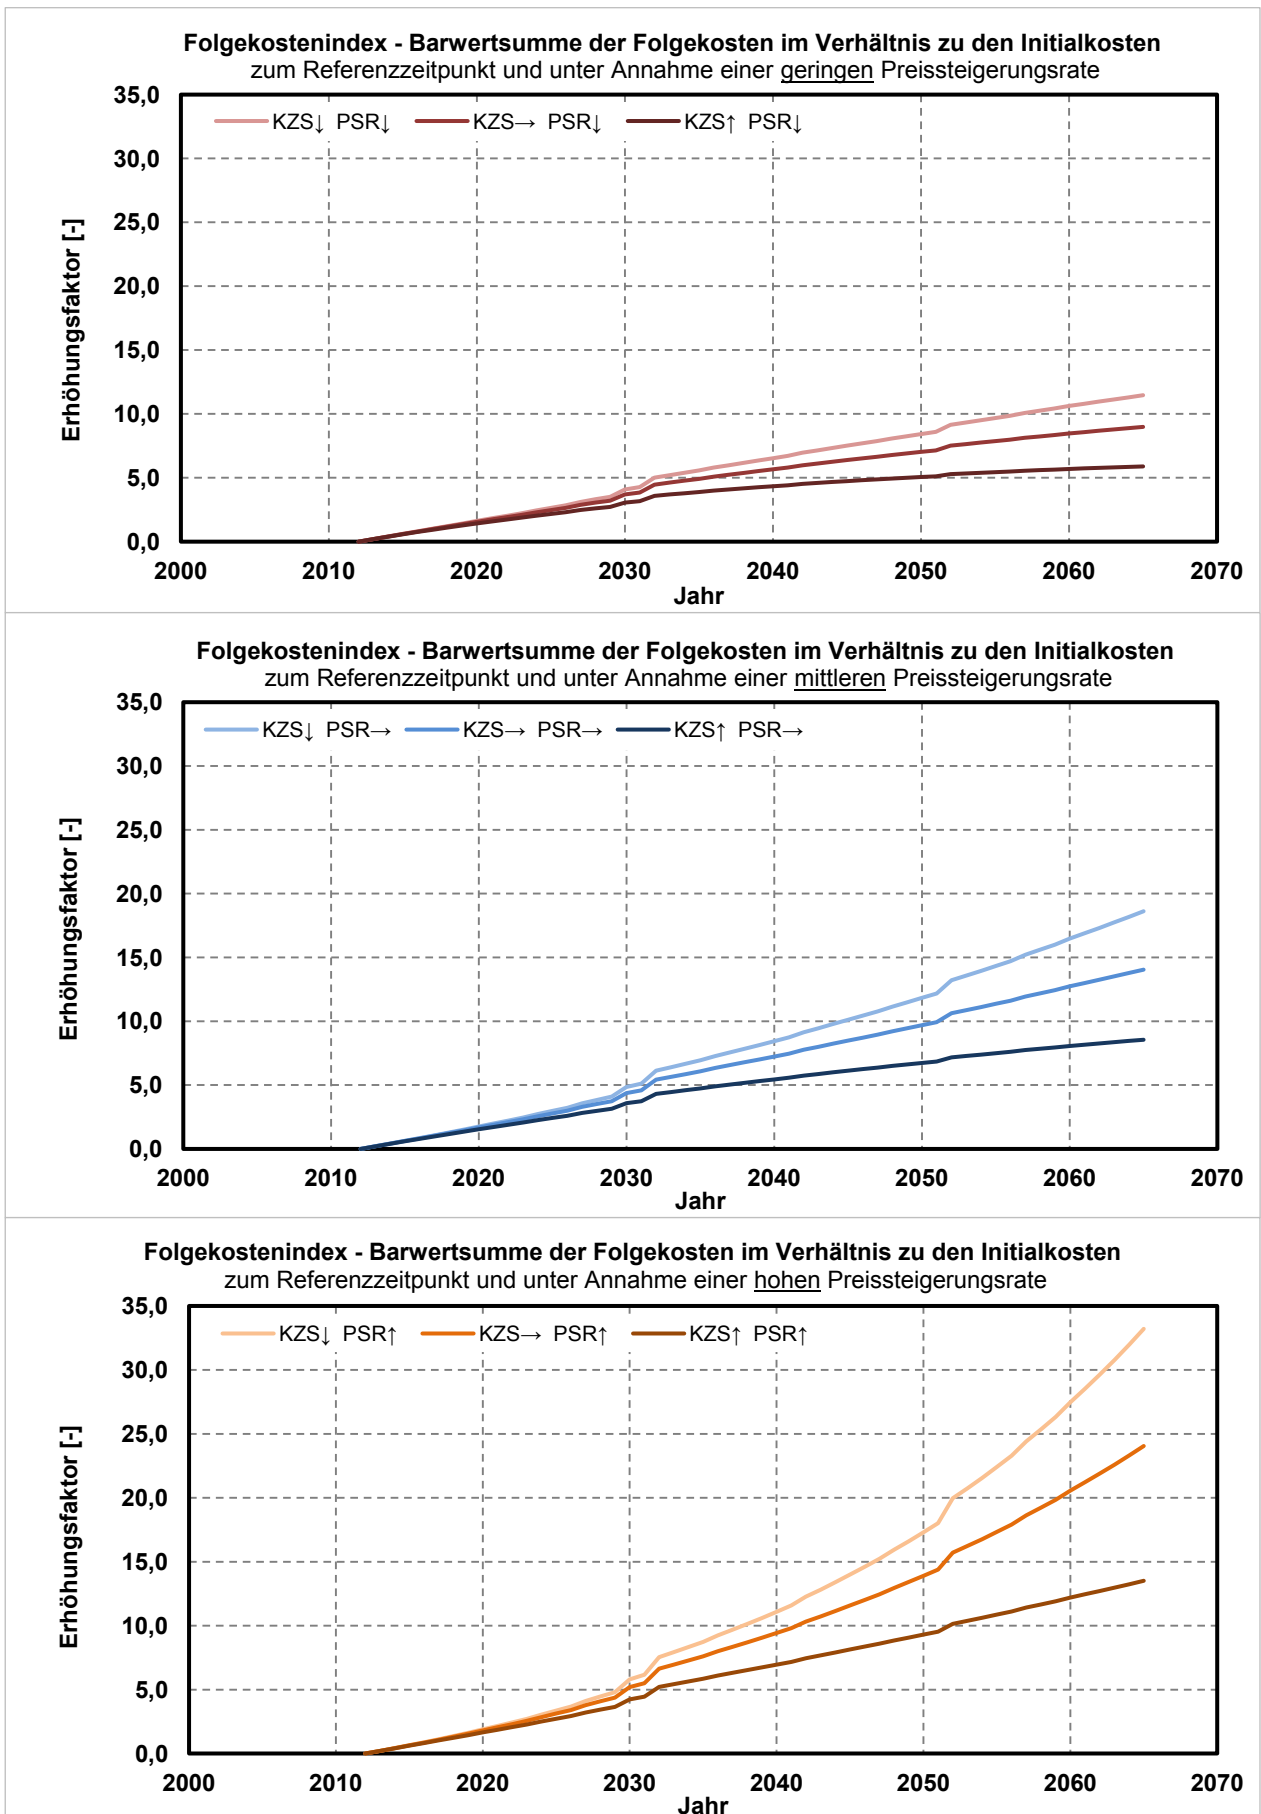 Folgekostenindex - Barwertsumme der Folgekosten im Verhältnis zu den Initialkosten
zum Referenzzeitpunkt und unter Annahme einer geringen Preissteigerungsrate
35,0
KZS↓ PSR↓ KZS→ PSR↓ KZS↑ PSR↓
30,0
25,0
20,0
15,0
10,0
5,0
0,0
Erhöhungsfaktor [-]
2000 2010 2020 2030 2040 2050 2060 2070
Jahr
Folgekostenindex - Barwertsumme der Folgekosten im Verhältnis zu den Initialkosten
zum Referenzzeitpunkt und unter Annahme einer mittleren Preissteigerungsrate
35,0
KZS↓ PSR→ KZS→ PSR→ KZS↑ PSR→
30,0
25,0
20,0
15,0
10,0
5,0
0,0
Erhöhungsfaktor [-]
2000 2010 2020 2030 2040 2050 2060 2070
Jahr
Folgekostenindex - Barwertsumme der Folgekosten im Verhältnis zu den Initialkosten
zum Referenzzeitpunkt und unter Annahme einer hohen Preissteigerungsrate
35,0
KZS↓ PSR↑ KZS→ PSR↑ KZS↑ PSR↑
30,0
25,0
20,0
15,0
10,0
5,0
0,0
Erhöhungsfaktor [-]
2000 2010 2020 2030 2040 2050 2060 2070
Jahr